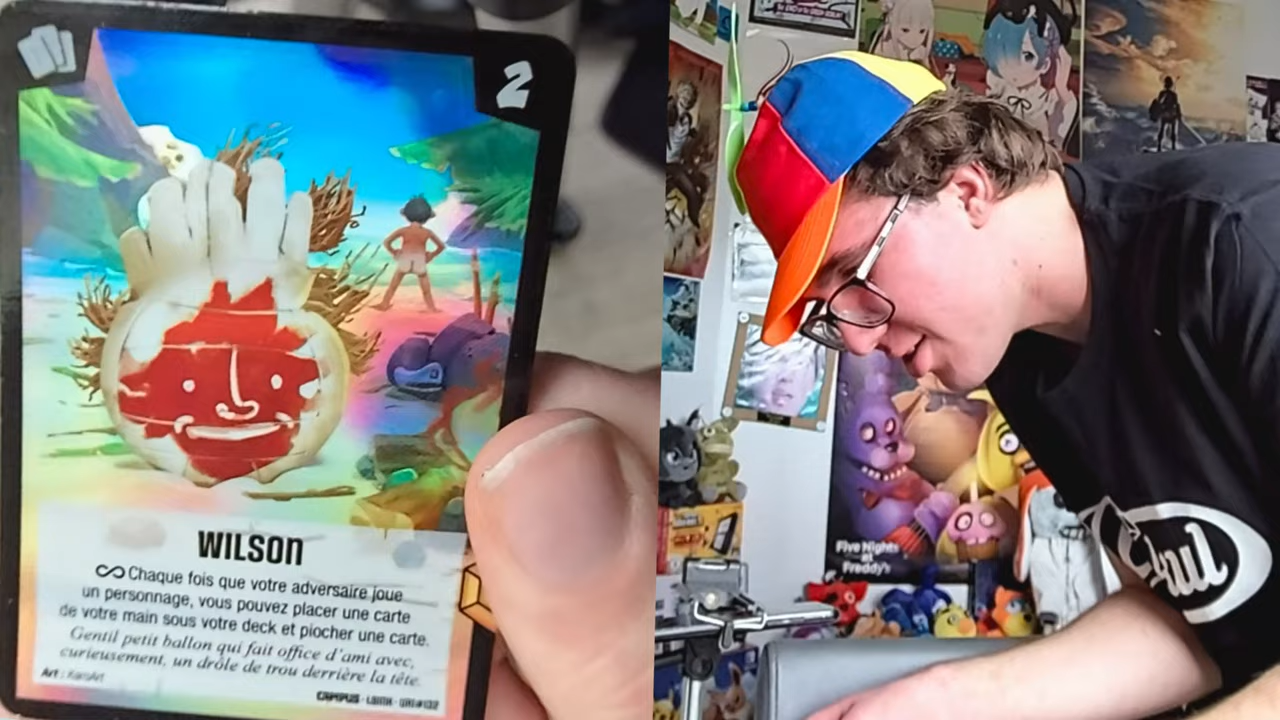 2
WILSON
∞ Chaque fois que votre adversaire joue
un personnage, vous pouvez placer une carte
de votre main sous votre deck et piocher une carte.
Gentil petit ballon qui fait office d'ami avec,
curieusement, un drôle de trou derrière la tête.
Art : KaroArt
Five Nights
at
Freddy's